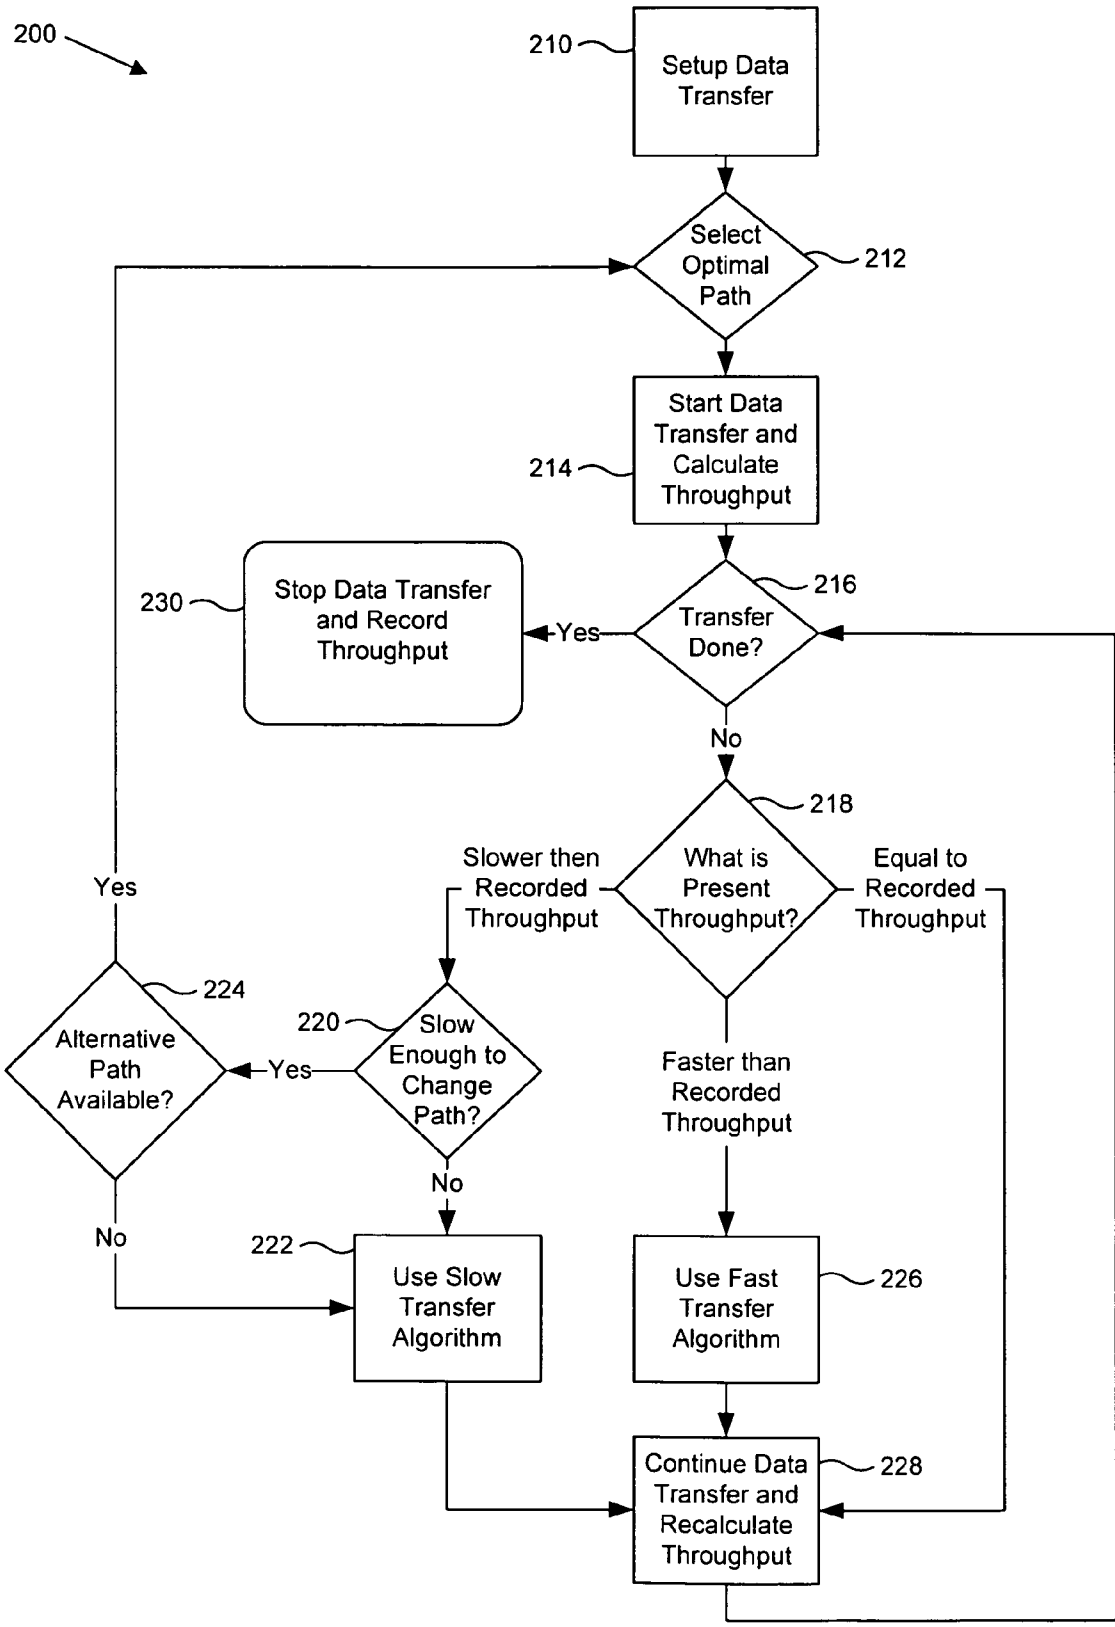 200
210
Setup Data
Transfer
Select
Optimal
Path
212
Start Data
Transfer and
Calculate
Throughput
214
216
Transfer
Done?
Yes
230
Stop Data Transfer
and Record
Throughput
No
218
What is
Present
Throughput?
Slower then
Recorded
Throughput
Equal to
Recorded
Throughput
Yes
224
Alternative
Path
Available?
220
Slow
Enough to
Change
Path?
Yes
Faster than
Recorded
Throughput
No
No
222
Use Slow
Transfer
Algorithm
Use Fast
Transfer
Algorithm
226
Continue Data
Transfer and
Recalculate
Throughput
228